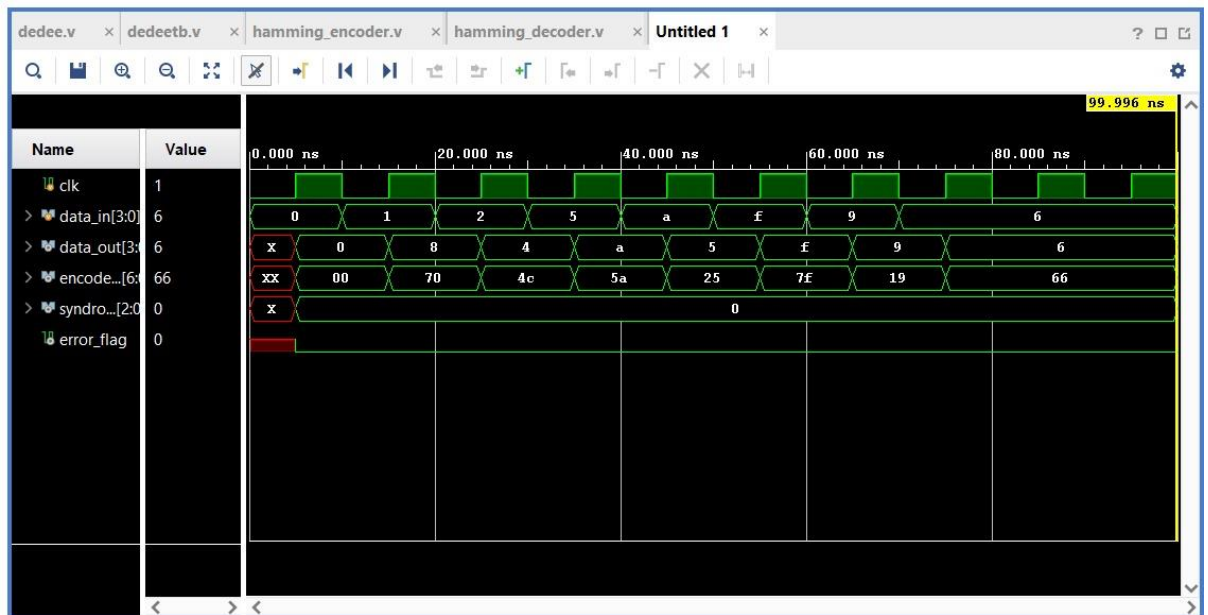 dedee.v × dedeetb.v × hamming_encoder.v × hamming_decoder.v × Untitled 1 ×
99.996 ns
Name Value 0.000 ns 20.000 ns 40.000 ns 60.000 ns 80.000 ns
clk 1
data_in[3:0] 6 0 1 2 5 a f 9 6
data_out[3: 6 x 0 8 4 a 5 f 9 6
encode...[6: 66 XX 00 70 4c 5a 25 7f 19 66
syndro...[2:0 0 x 0
error_flag 0